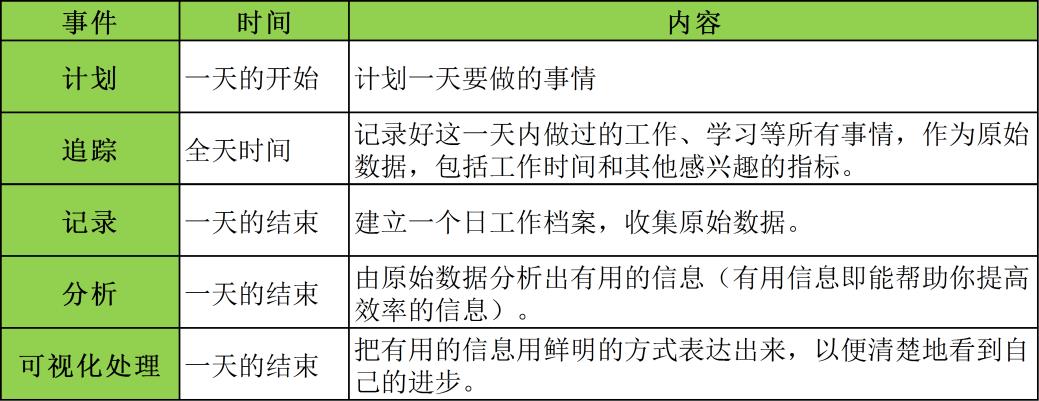 事件 时间 内容
计划 一天的开始 计划一天要做的事情
追踪 全天时间 记录好这一天内做过的工作、学习等所有事情，作为原始
数据，包括工作时间和其他感兴趣的指标。
记录 一天的结束 建立一个日工作档案，收集原始数据。
分析 一天的结束 由原始数据分析出有用的信息（有用信息即能帮助你提高
效率的信息）。
可视化处理 一天的结束 把有用的信息用鲜明的方式表达出来，以便清楚地看到自
己的进步。